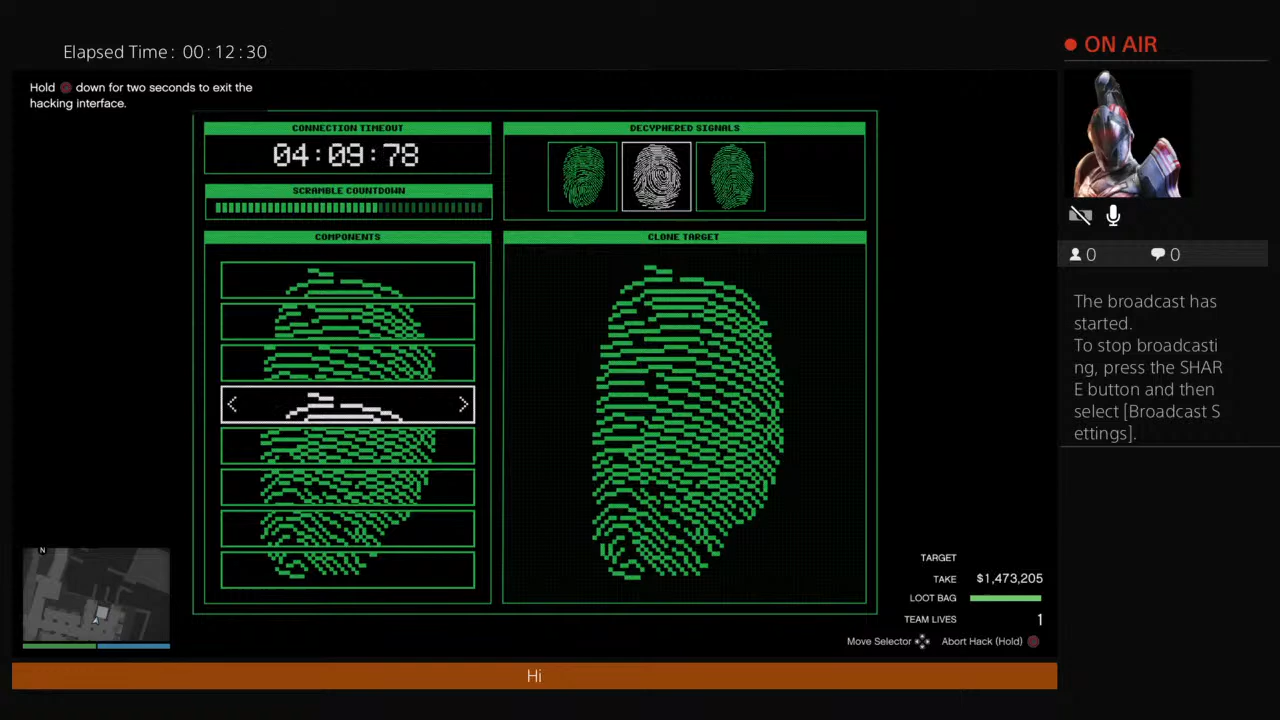 Elapsed Time: 00:12:30
ON AIR
Hold down for two seconds to exit the
hacking interface.
CONNECTION TIMEOUT
04:09:78
DECYPHERED SIGNALS
SCRAMBLE COUNTDOWN
COMPONENTS
CLONE TARGET
0
0
The broadcast has
started.
To stop broadcasti
ng, press the SHAR
E button and then
select [Broadcast S
ettings].
N
TARGET
TAKE $1,473,205
LOOT BAG
TEAM LIVES 1
Move Selector Abort Hack (Hold)
Hi